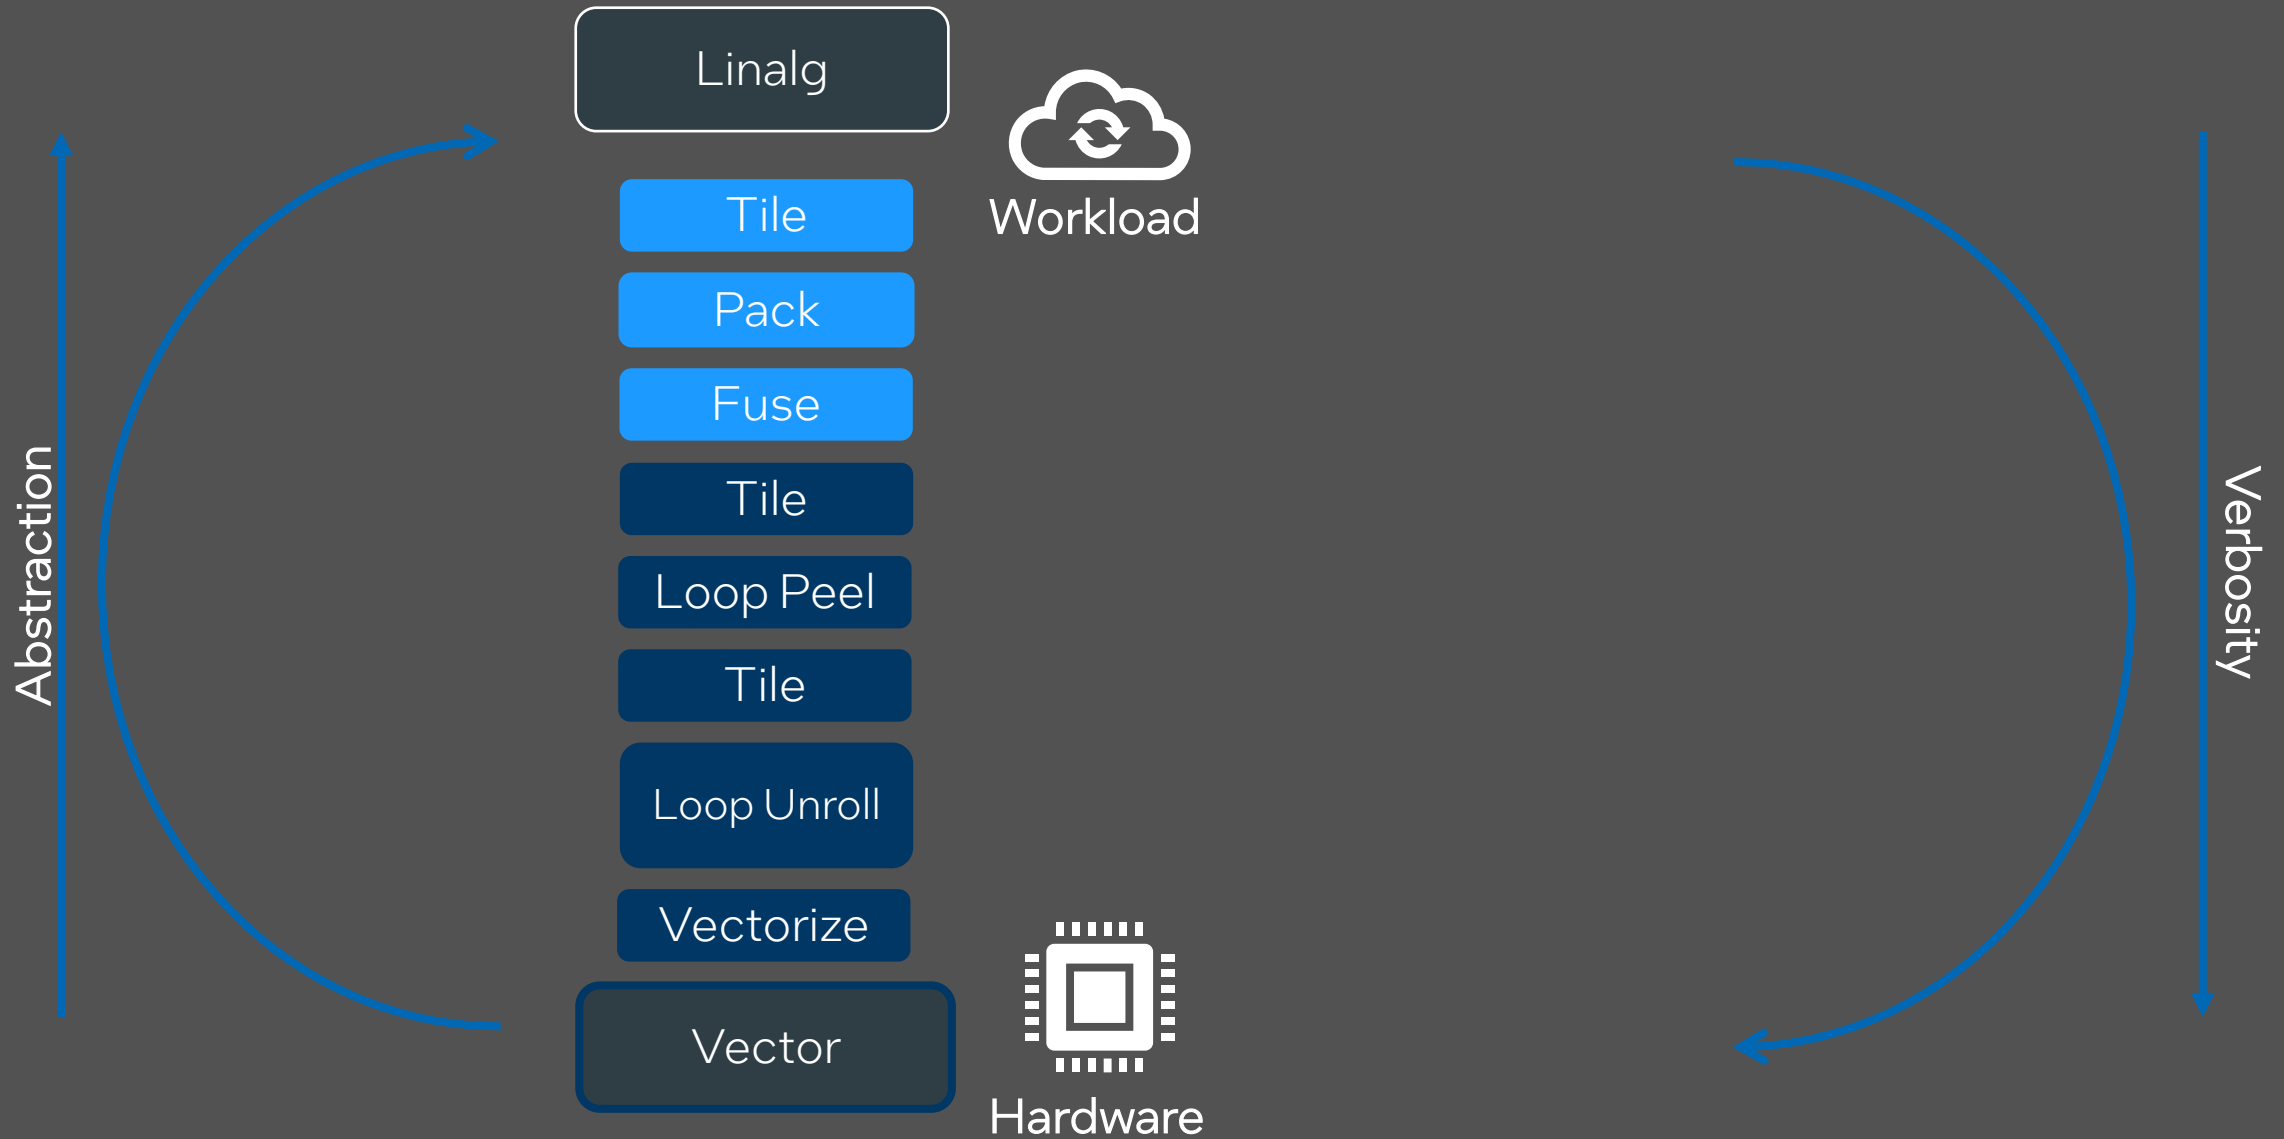 Linalg
Workload
Tile
Pack
Fuse
Tile
Loop Peel
Tile
Loop Unroll
Vectorize
Vector
Hardware
Abstraction
Verbosity